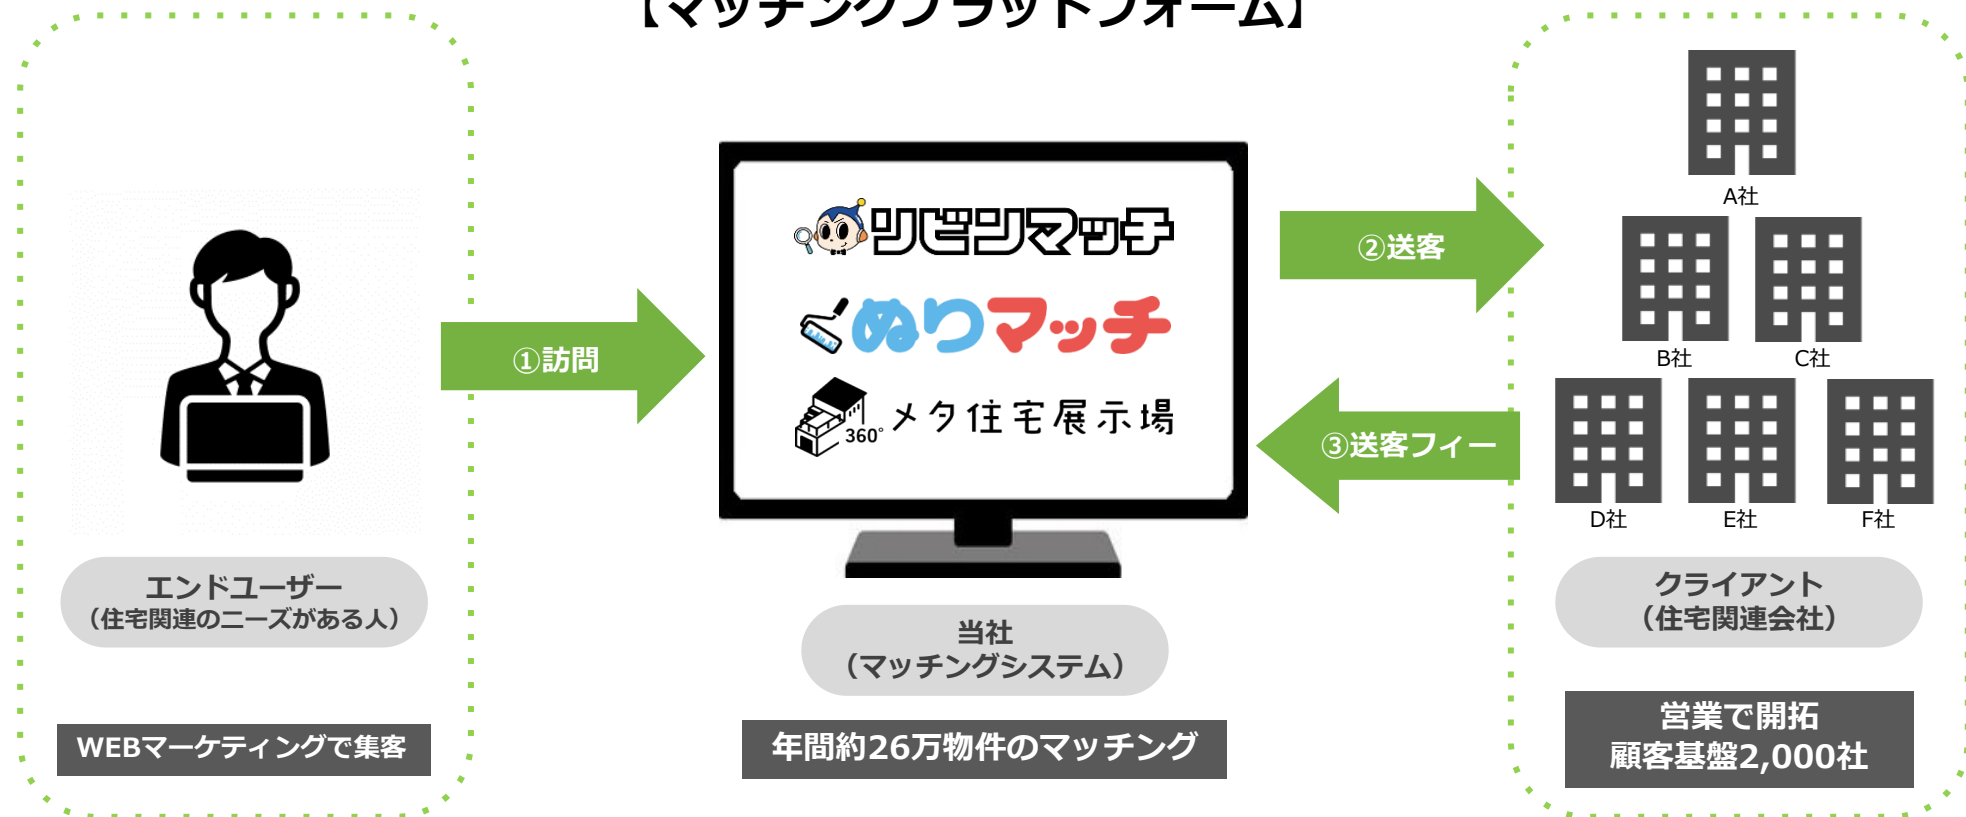 【マッチングプラットフォーム】
①訪問
エンドユーザー
（住宅関連のニーズがある人）
WEBマーケティングで集客
リビンマッチ
ぬりマッチ
360°
メタ住宅展示場
当社
（マッチングシステム）
年間約26万物件のマッチング
②送客
③送客フィー
A社
B社
C社
D社
E社
F社
クライアント
（住宅関連会社）
営業で開拓
顧客基盤2,000社